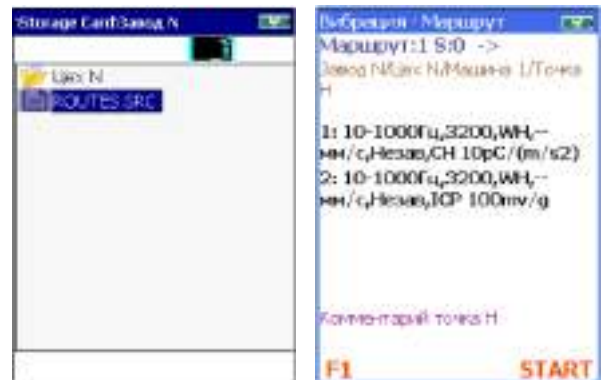 \Storage Card\Завод N
Цех N
ROUTES.SRC
Вибрация / Маршрут
Маршрут:1 S:0 ->
Завод N/Цех N/Машина 1/Точка
Н
1: 10-1000Гц,3200,WH,--
мм/с,Незав,CH 10pC/(m/s2)
2: 10-1000Гц,3200,WH,--
мм/с,Незав,ICP 100mv/g
Комментарий точка Н
F1 START